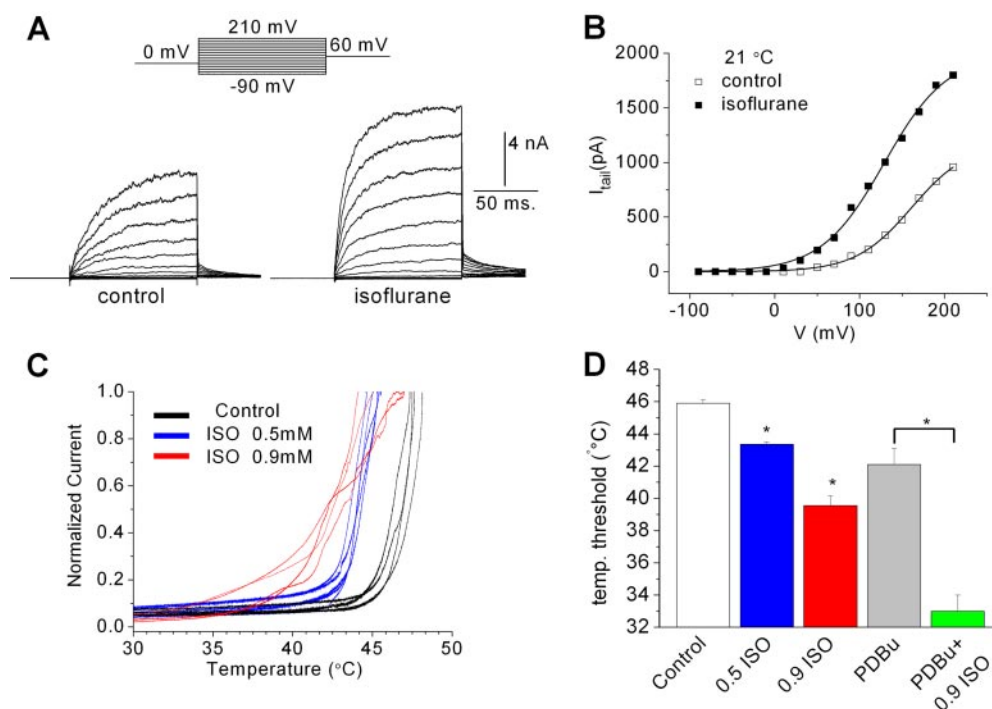 A
210 mV
0 mV
60 mV
-90 mV
4 nA
50 ms.
control
isoflurane
B
21 °C
control
isoflurane
2000
1500
1000
500
0
I_tail(pA)
-100
0
100
200
V (mV)
C
Control
ISO 0.5mM
ISO 0.9mM
1.0
0.8
0.6
0.4
0.2
0.0
Normalized Current
30
35
40
45
50
Temperature (°C)
D
46
44
42
40
38
36
34
32
temp. threshold (°C)
*
*
*
Control
0.5 ISO
0.9 ISO
PDBu
PDBu+
0.9 ISO